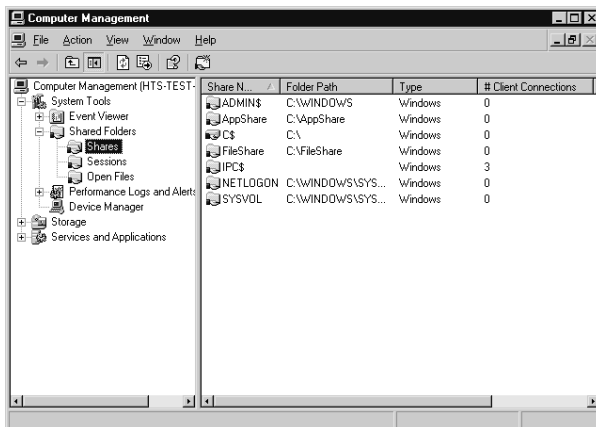 Computer Management
File Action View Window Help
Computer Management (HTS-TEST-
System Tools
Event Viewer
Shared Folders
Shares
Sessions
Open Files
Performance Logs and Alerts
Device Manager
Storage
Services and Applications
Share N... Folder Path Type # Client Connections
ADMIN$ C:\WINDOWS Windows 0
AppShare C:\AppShare Windows 0
C$ C:\ Windows 0
FileShare C:\FileShare Windows 0
IPC$ Windows 3
NETLOGON C:\WINDOWS\SYS... Windows 0
SYSVOL C:\WINDOWS\SYS... Windows 0